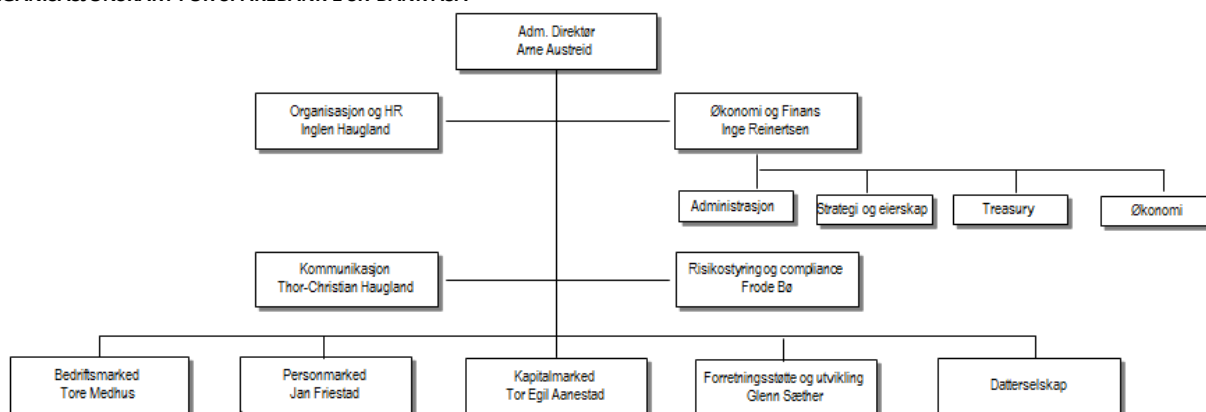 Adm. Direktør
Arne Austreid
Organisasjon og HR
Inglen Haugland
Økonomi og Finans
Inge Reinertsen
Administrasjon
Strategi og eierskap
Treasury
Økonomi
Kommunikasjon
Thor-Christian Haugland
Risikostyring og compliance
Frode Bø
Bedriftsmarked
Tore Medhus
Personmarked
Jan Friestad
Kapitalmarked
Tor Egil Aanestad
Forretningsstøtte og utvikling
Glenn Sæther
Datterselskap